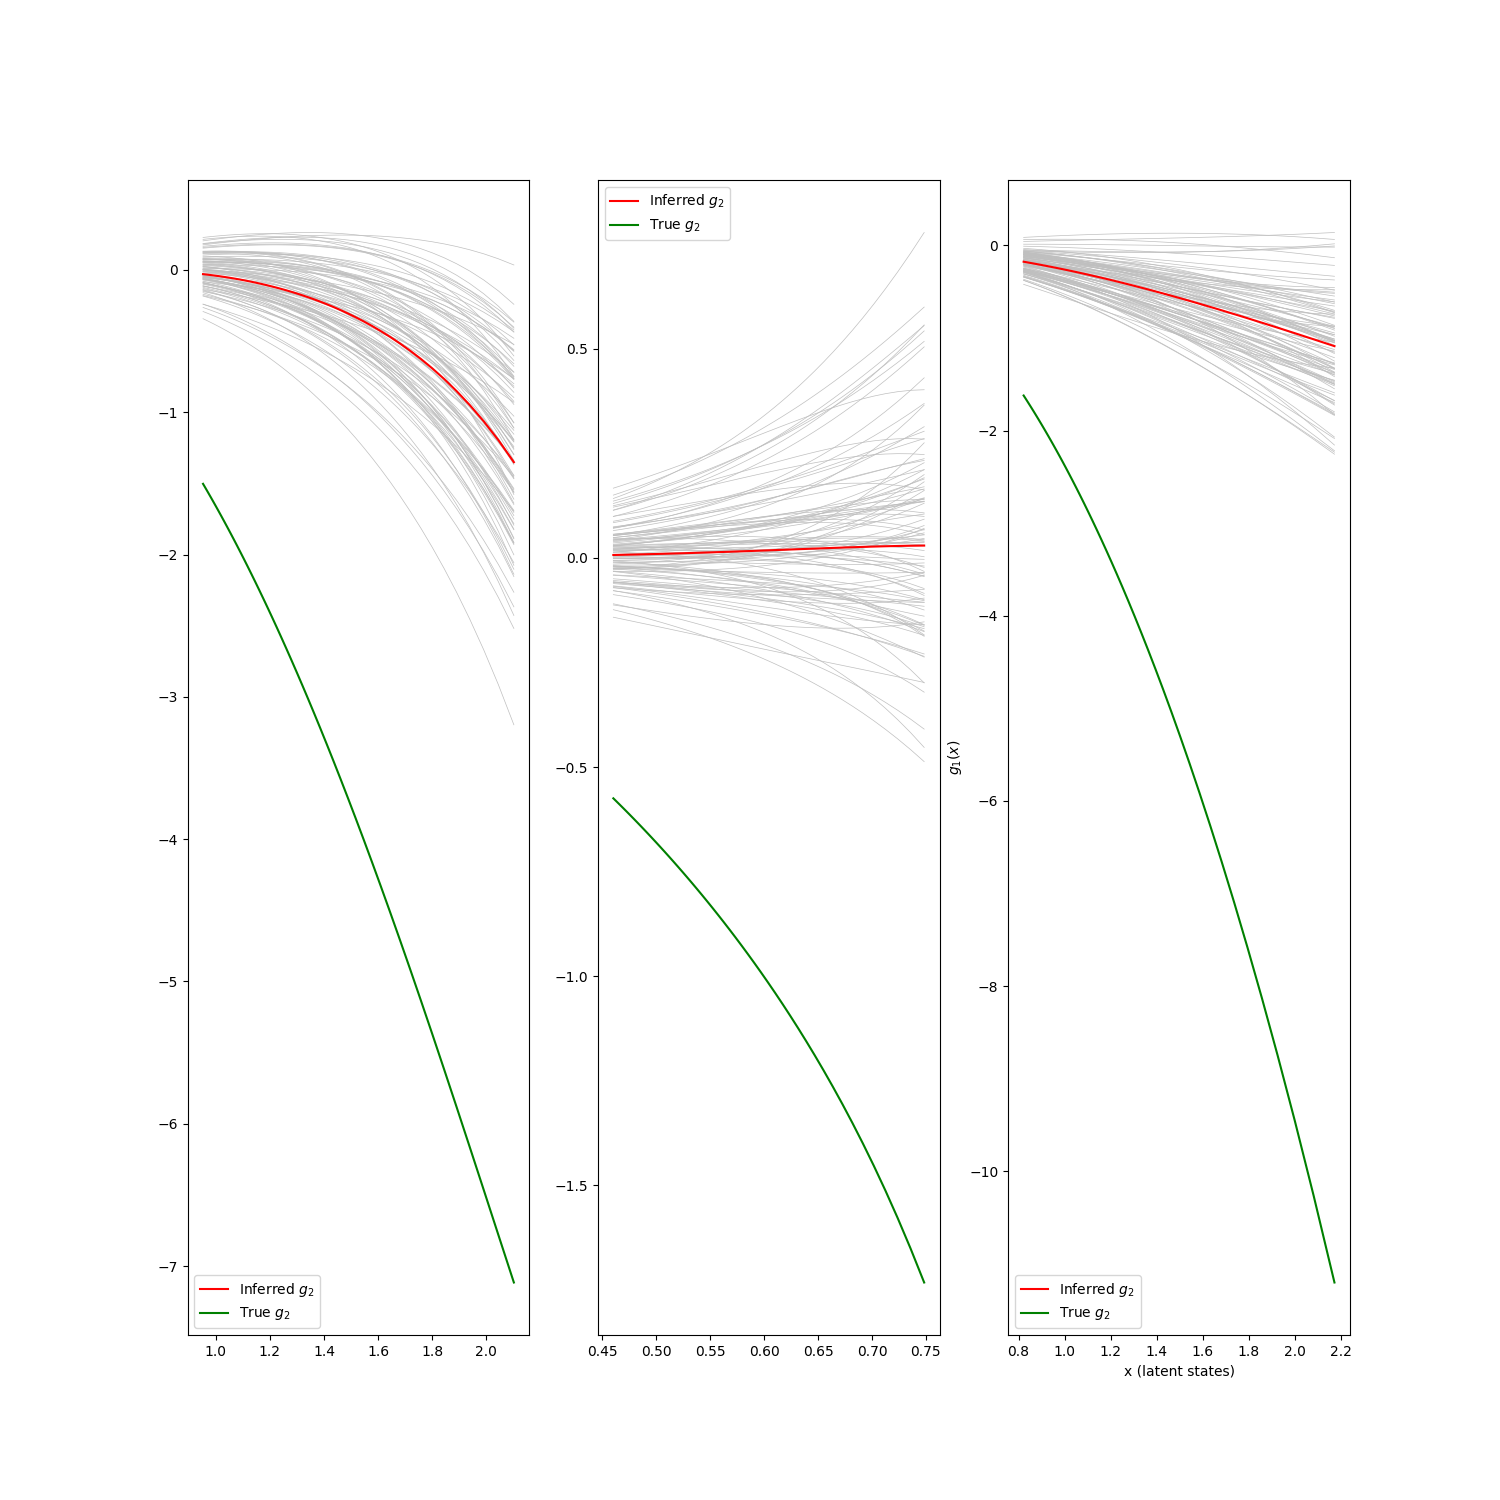 0
−1
−2
−3
−4
−5
−6
−7
1.0 1.2 1.4 1.6 1.8 2.0
Inferred g₂
True g₂
Inferred g₂
True g₂
0.5
0.0
−0.5
−1.0
−1.5
0.45 0.50 0.55 0.60 0.65 0.70 0.75
g₁(x)
0
−2
−4
−6
−8
−10
Inferred g₂
True g₂
0.8 1.0 1.2 1.4 1.6 1.8 2.0 2.2
x (latent states)